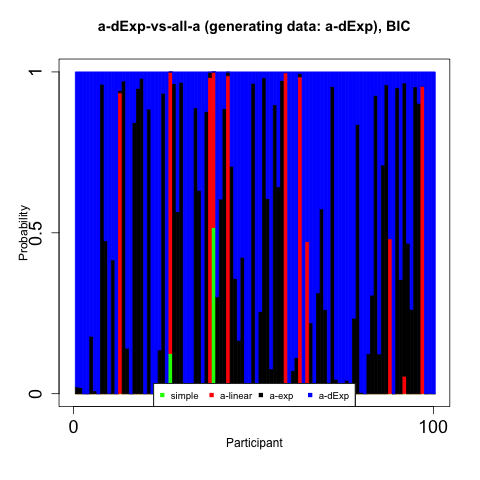 a-dExp-vs-all-a (generating data: a-dExp), BIC
1
0.5
0
Probability
simple a-linear a-exp a-dExp
0 100
Participant